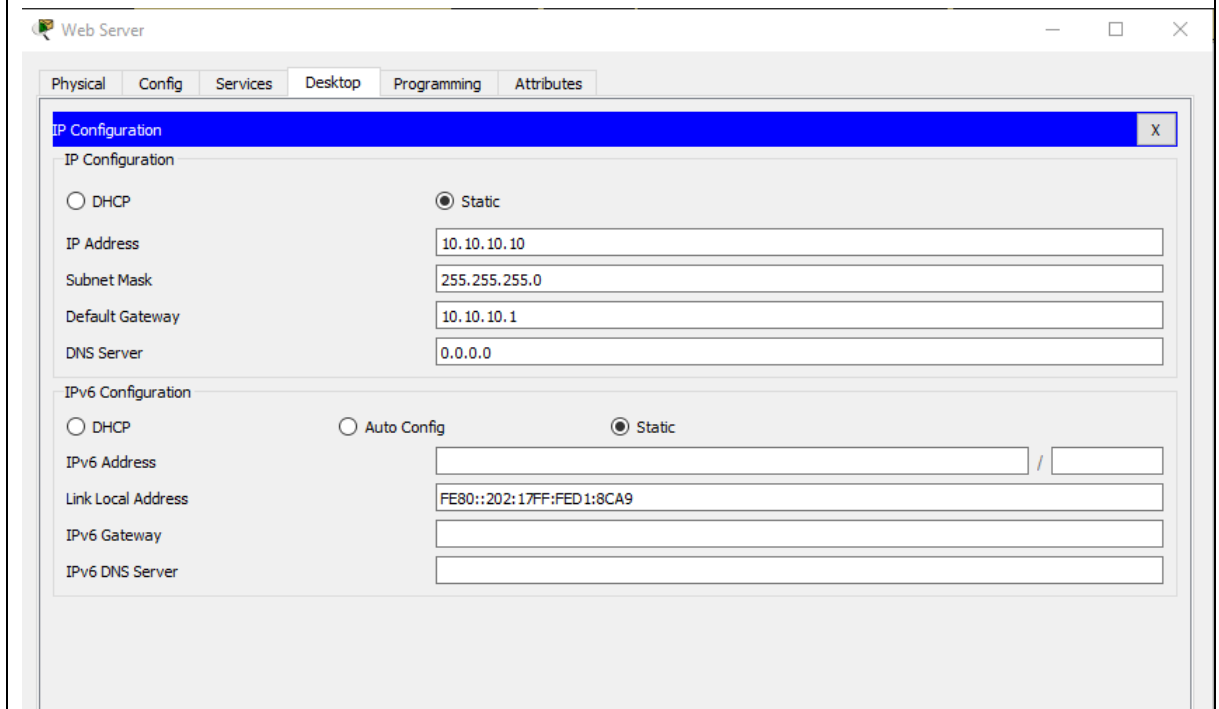 Web Server
Physical Config Services Desktop Programming Attributes
IP Configuration X
IP Configuration
DHCP Static
IP Address 10.10.10.10
Subnet Mask 255.255.255.0
Default Gateway 10.10.10.1
DNS Server 0.0.0.0
IPv6 Configuration
DHCP Auto Config Static
IPv6 Address /
Link Local Address FE80::202:17FF:FED1:8CA9
IPv6 Gateway
IPv6 DNS Server